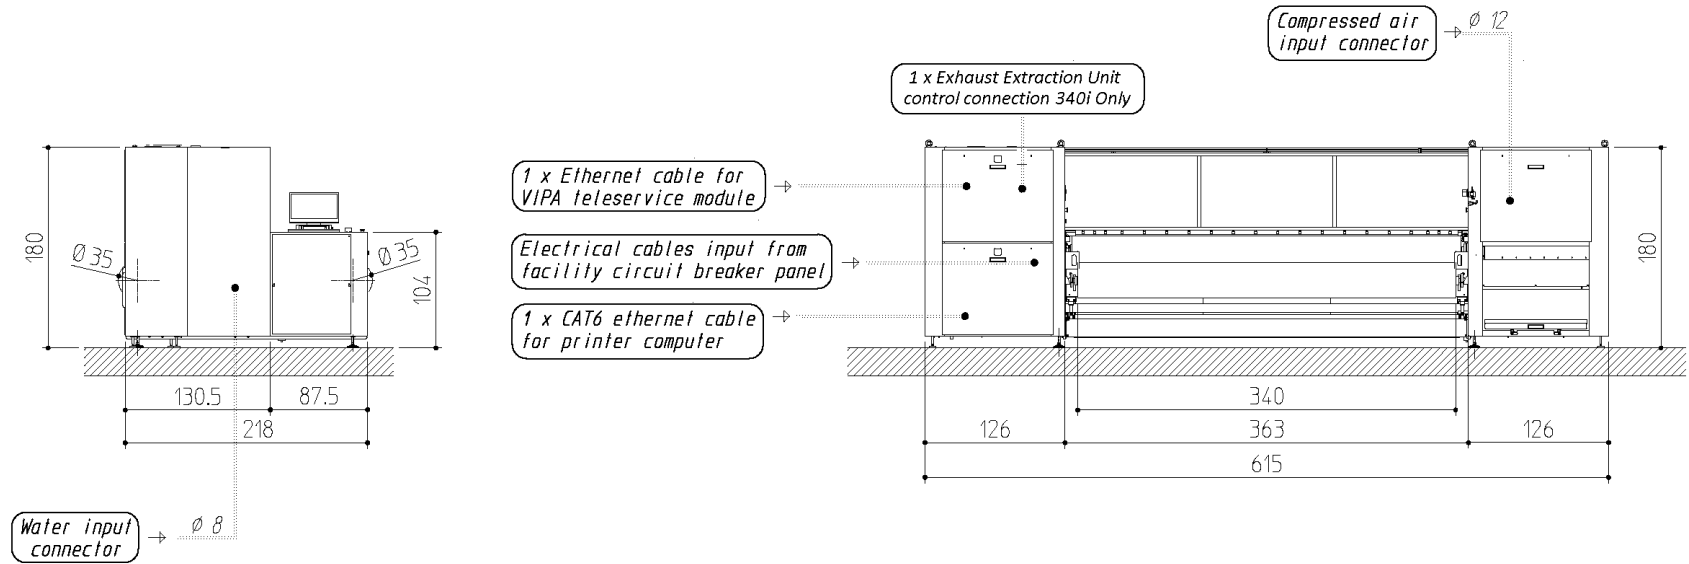 Compressed air
input connector
Ø 12
1 x Exhaust Extraction Unit
control connection 340i Only
1 x Ethernet cable for
VIPA teleservice module
Electrical cables input from
facility circuit breaker panel
1 x CAT6 ethernet cable
for printer computer
180
Ø 35
Ø 35
104
130.5
87.5
218
Water input
connector
Ø 8
180
340
126
363
126
615